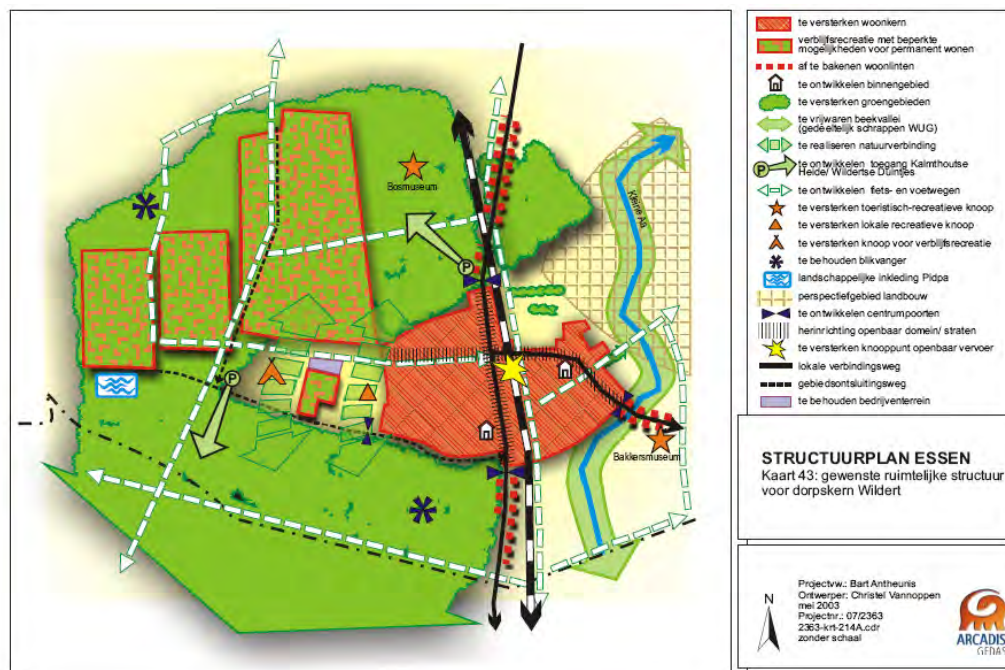 Bosmuseum
Kleine Aa
P
P
Bakkersmuseum
te versterken woonkern
verblijfsrecreatie met beperkte
mogelijkheden voor permanent wonen
af te bakenen woonlinten
te ontwikkelen binnengebied
te versterken groengebieden
te vrijwaren beekvallei
(gedeeltelijk schrappen WUG)
te realiseren natuurverbinding
P
te ontwikkelen toegang Kalmthoutse
Heide/ Wildertse Duintjes
te ontwikkelen fiets- en voetwegen
te versterken toeristisch-recreatieve knoop
te versterken lokale recreatieve knoop
te versterken knoop voor verblijfsrecreatie
te behouden blikvanger
landschappelijke inkleding Pidpa
perspectiefgebied landbouw
te ontwikkelen centrumpoorten
herinrichting openbaar domein/ straten
te versterken knooppunt openbaar vervoer
lokale verbindingsweg
gebiedsontsluitingsweg
te behouden bedrijventerrein
STRUCTUURPLAN ESSEN
Kaart 43: gewenste ruimtelijke structuur
voor dorpskern Wildert
N
Projectvw.: Bart Antheunis
Ontwerper: Christel Vannoppen
mei 2003
Projectnr.: 07/2363
2363-krt-214A.cdr
zonder schaal
ARCADIS
GEDAS